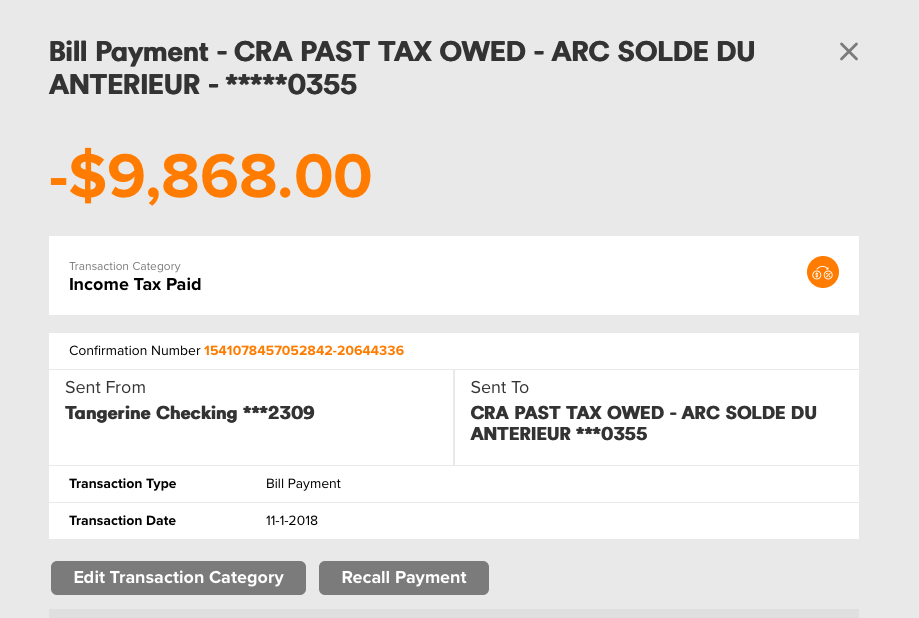 Bill Payment - CRA PAST TAX OWED - ARC SOLDE DU
ANTERIEUR - *****0355
-$9,868.00
Transaction Category
Income Tax Paid
Confirmation Number 1541078457052842-20644336
Sent From
Tangerine Checking ***2309
Sent To
CRA PAST TAX OWED - ARC SOLDE DU
ANTERIEUR ***0355
Transaction Type Bill Payment
Transaction Date 11-1-2018
Edit Transaction Category
Recall Payment